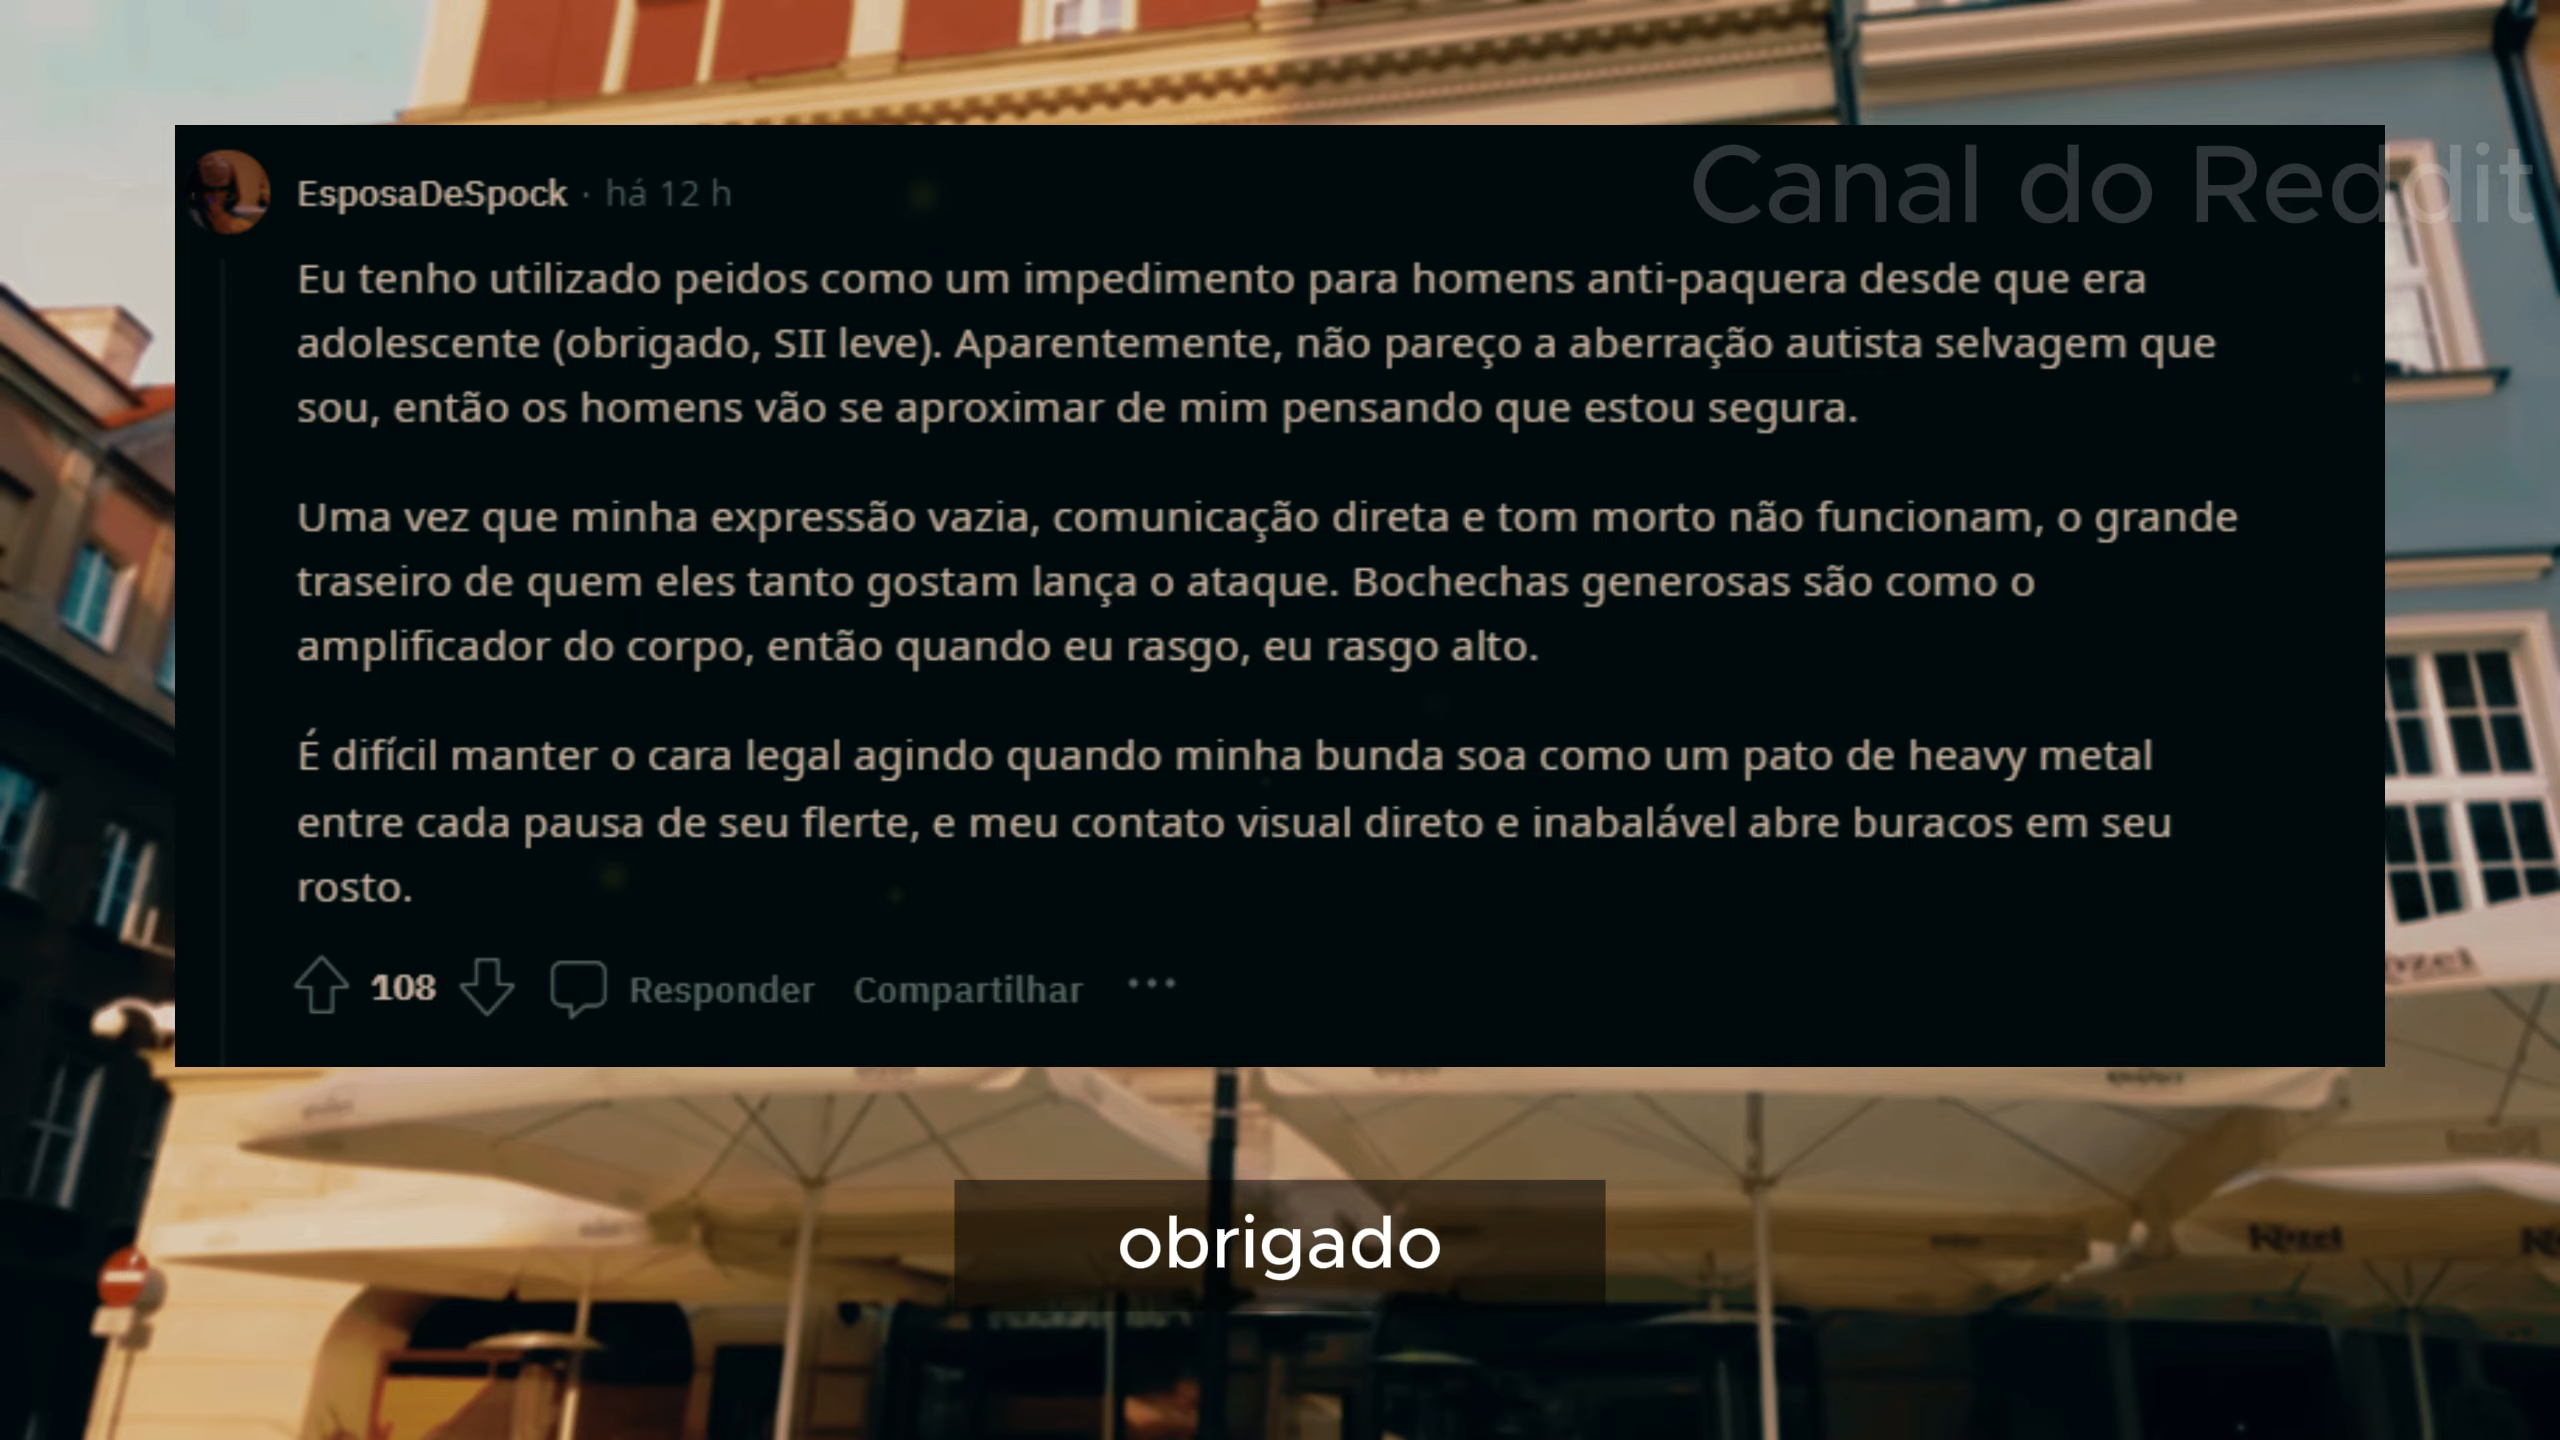 Canal do Reddit
EsposaDeSpock · há 12 h
Eu tenho utilizado peidos como um impedimento para homens anti-paquera desde que era
adolescente (obrigado, SII leve). Aparentemente, não pareço a aberração autista selvagem que
sou, então os homens vão se aproximar de mim pensando que estou segura.
Uma vez que minha expressão vazia, comunicação direta e tom morto não funcionam, o grande
traseiro de quem eles tanto gostam lança o ataque. Bochechas generosas são como o
amplificador do corpo, então quando eu rasgo, eu rasgo alto.
É difícil manter o cara legal agindo quando minha bunda soa como um pato de heavy metal
entre cada pausa de seu flerte, e meu contato visual direto e inabalável abre buracos em seu
rosto.
108 Responder Compartilhar ···
Kozel
obrigado